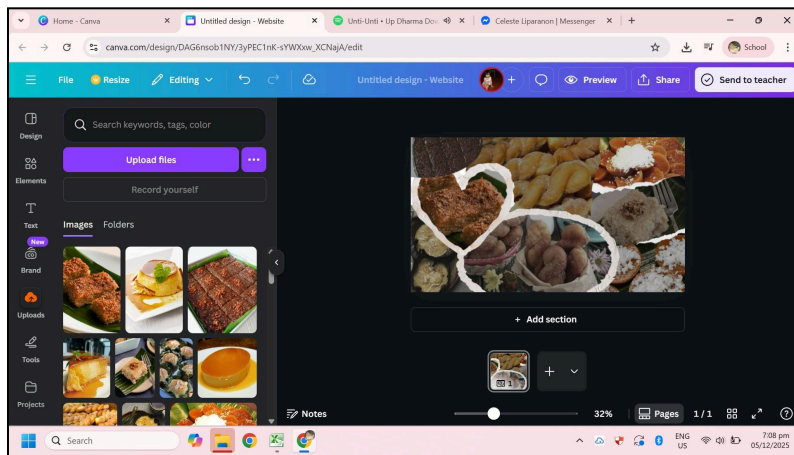 Home - Canva
Untitled design - Website
Unti-Unti • Up Dharma Dow
Celeste Liparanon | Messenger
canva.com/design/DAG6nsob1NY/3yPEC1nK-sYWXxw_XCNajA/edit
School
File
Resize
Editing
Untitled design - Website
Preview
Share
Send to teacher
Design
Elements
Text
New
Brand
Uploads
Tools
Projects
Search keywords, tags, color
Upload files
Record yourself
Images Folders
+ Add section
1
Notes
32%
Pages
1 / 1
Search
ENG
US
7:08 pm
05/12/2025